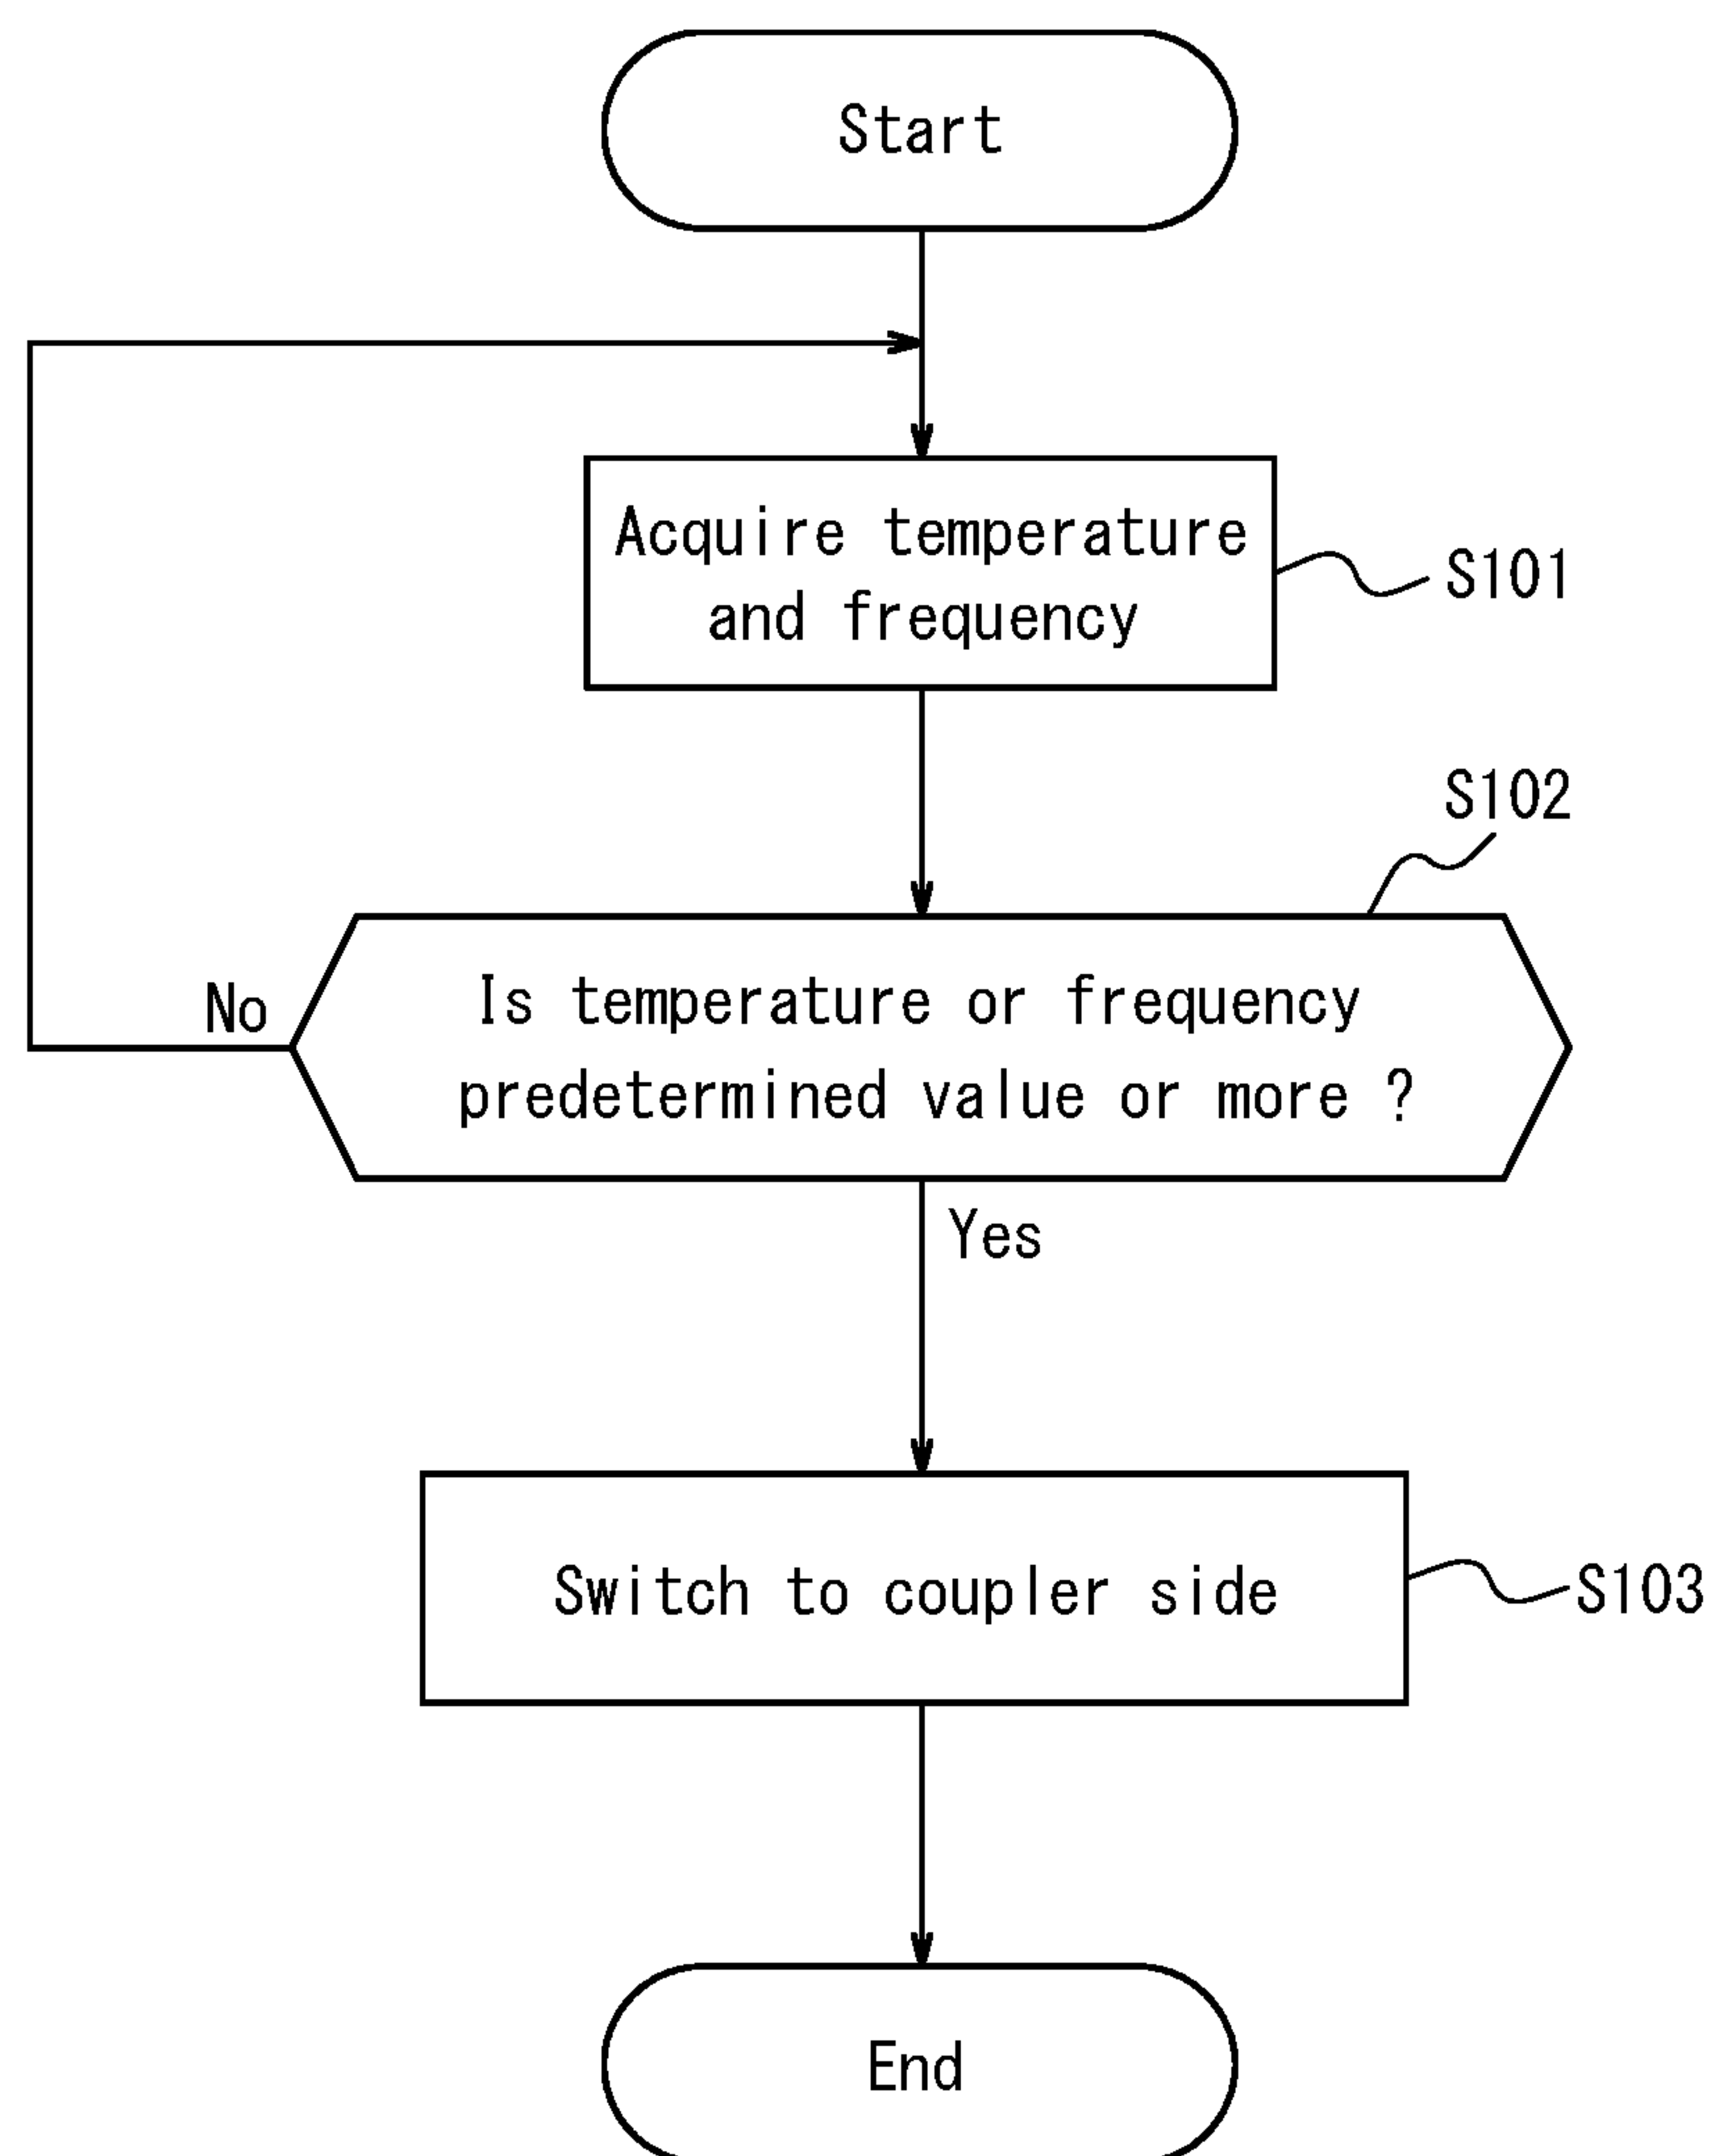 Start
Acquire temperature
and frequency
S101
S102
Is temperature or frequency
predetermined value or more ?
No
Yes
Switch to coupler side
S103
End